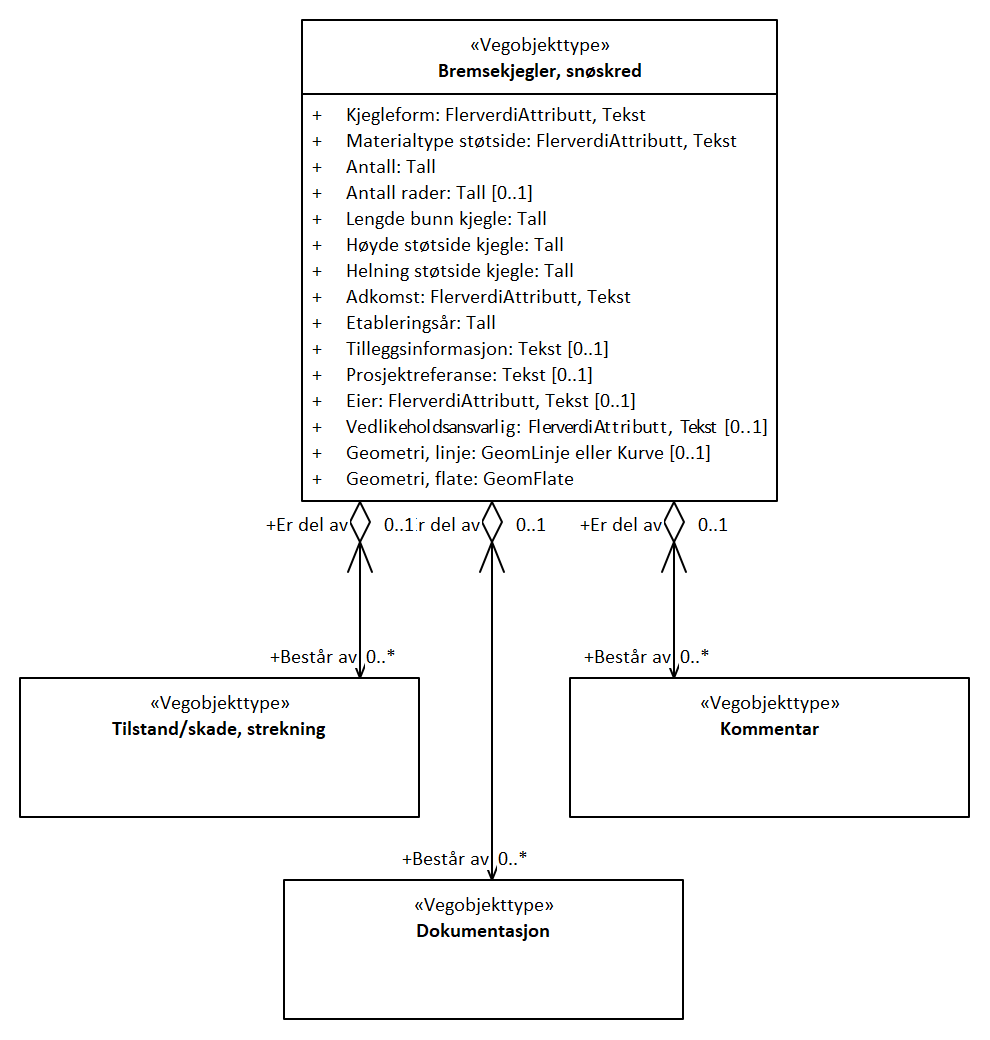 «Vegobjekttype»
Bremsekjegler, snøskred
+ Kjegleform: FlerverdiAttributt, Tekst
+ Materialtype støtside: FlerverdiAttributt, Tekst
+ Antall: Tall
+ Antall rader: Tall [0..1]
+ Lengde bunn kjegle: Tall
+ Høyde støtside kjegle: Tall
+ Helning støtside kjegle: Tall
+ Adkomst: FlerverdiAttributt, Tekst
+ Etableringsår: Tall
+ Tilleggsinformasjon: Tekst [0..1]
+ Prosjektreferanse: Tekst [0..1]
+ Eier: FlerverdiAttributt, Tekst [0..1]
+ Vedlikeholdsansvarlig: FlerverdiAttributt, Tekst [0..1]
+ Geometri, linje: GeomLinje eller Kurve [0..1]
+ Geometri, flate: GeomFlate
+Er del av 0..1 r del av 0..1 +Er del av 0..1
+Består av 0..* +Består av 0..*
«Vegobjekttype»
Tilstand/skade, strekning
«Vegobjekttype»
Kommentar
+Består av 0..*
«Vegobjekttype»
Dokumentasjon